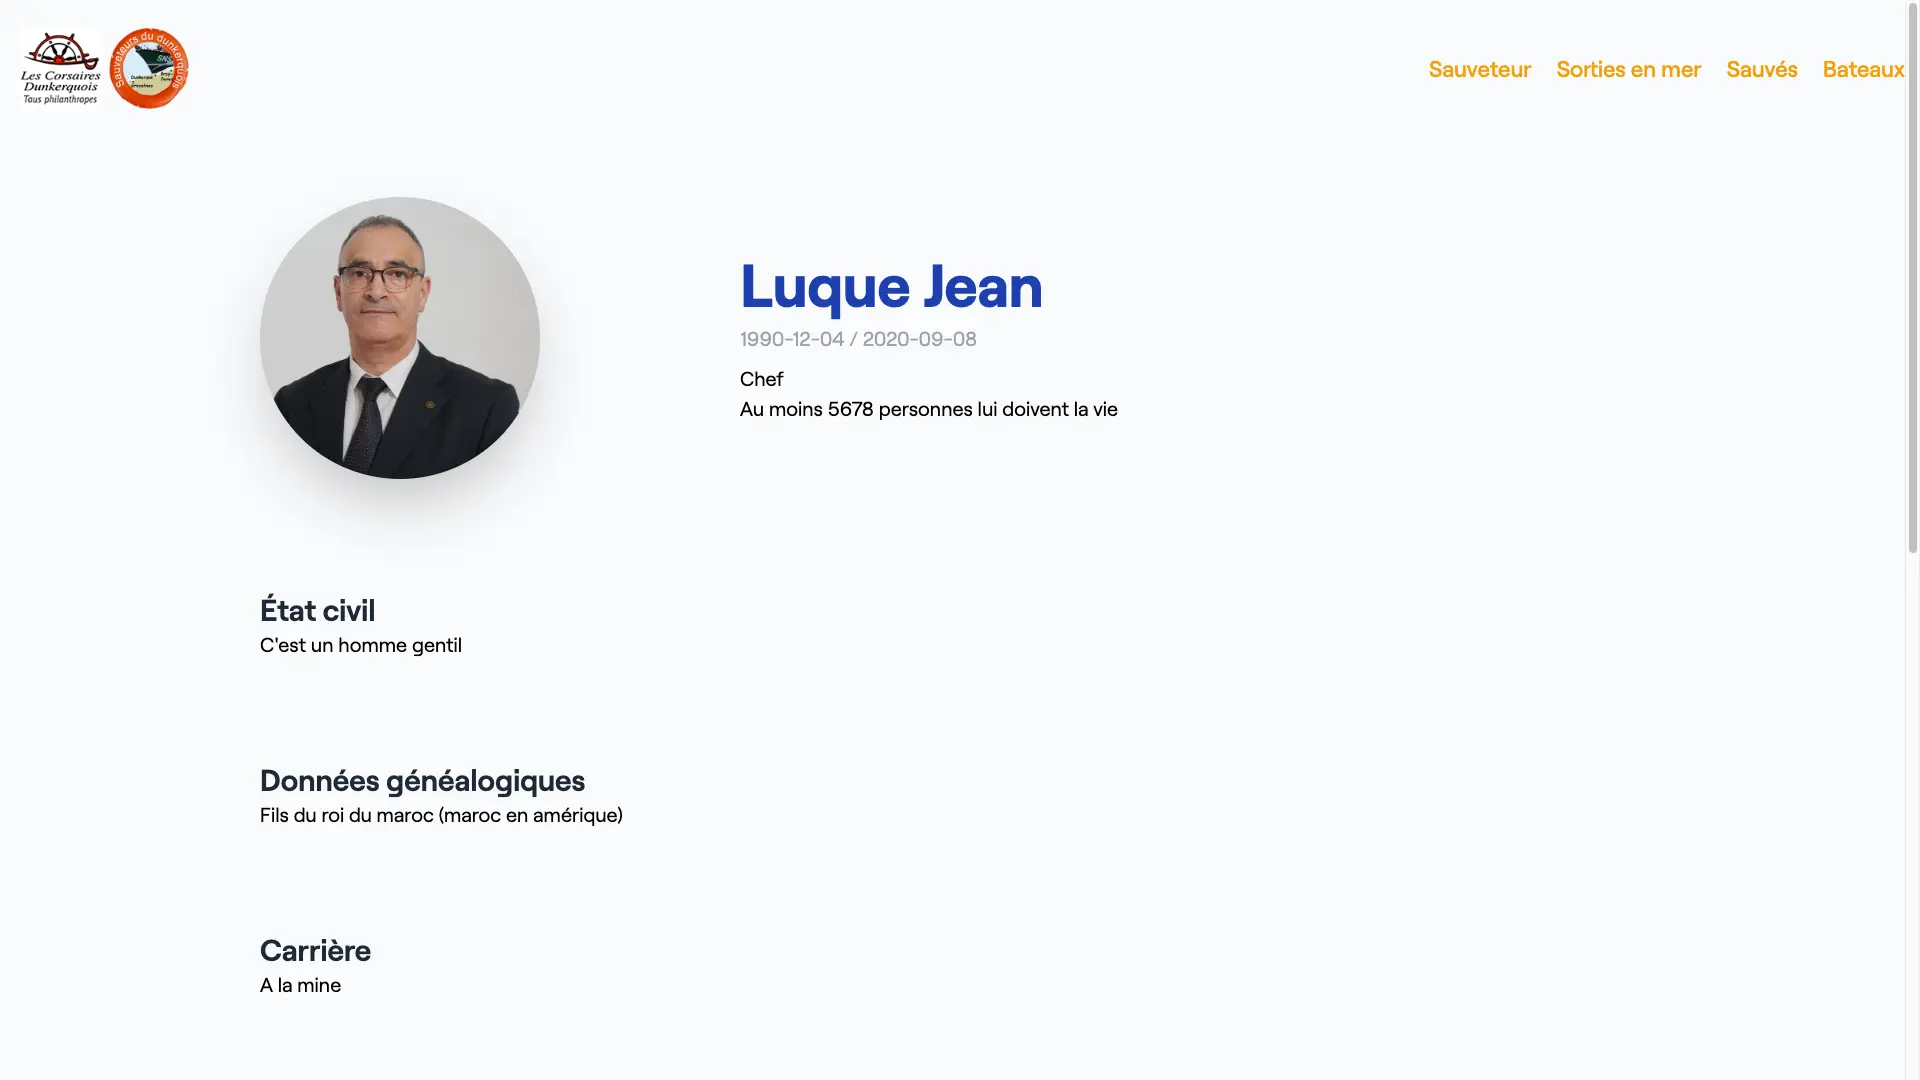 Les Corsaires
Dunkerquois
Tous philanthropes
Sauveteurs du dunkerquois
Sauveteur
Sorties en mer
Sauvés
Bateaux
Luque Jean
1990-12-04 / 2020-09-08
Chef
Au moins 5678 personnes lui doivent la vie
État civil
C'est un homme gentil
Données généalogiques
Fils du roi du maroc (maroc en amérique)
Carrière
A la mine